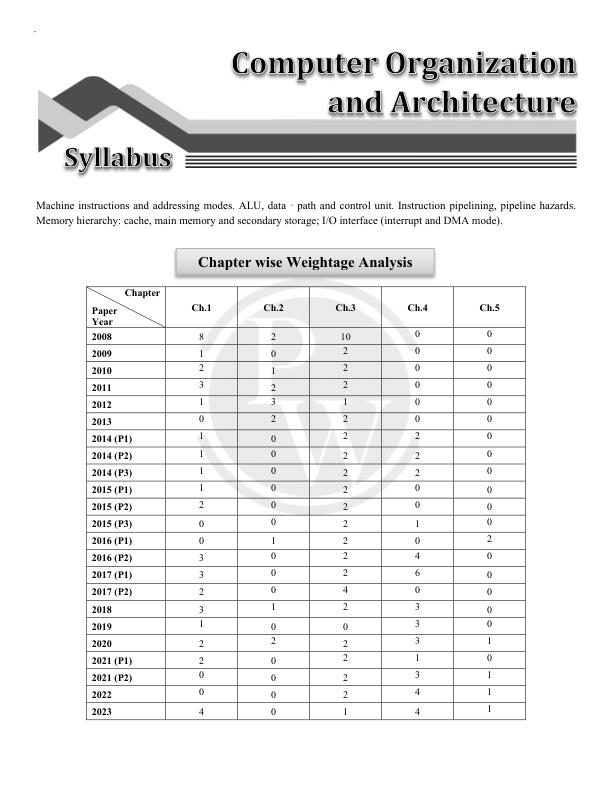 Computer Organization
and Architecture
Syllabus
Machine instructions and addressing modes. ALU, data - path and control unit. Instruction pipelining, pipeline hazards.
Memory hierarchy: cache, main memory and secondary storage; I/O interface (interrupt and DMA mode).
Chapter wise Weightage Analysis
Chapter
Paper
Year
Ch.1 Ch.2 Ch.3 Ch.4 Ch.5
2008 8 2 10 0 0
2009 1 0 2 0 0
2010 2 1 2 0 0
2011 3 2 2 0 0
2012 1 3 1 0 0
2013 0 2 2 0 0
2014 (P1) 1 0 2 2 0
2014 (P2) 1 0 2 2 0
2014 (P3) 1 0 2 2 0
2015 (P1) 1 0 2 0 0
2015 (P2) 2 0 2 0 0
2015 (P3) 0 0 2 1 0
2016 (P1) 0 1 2 0 2
2016 (P2) 3 0 2 4 0
2017 (P1) 3 0 2 6 0
2017 (P2) 2 0 4 0 0
2018 3 1 2 3 0
2019 1 0 0 3 0
2020 2 2 2 3 1
2021 (P1) 2 0 2 1 0
2021 (P2) 0 0 2 3 1
2022 0 0 2 4 1
2023 4 0 1 4 1
PW